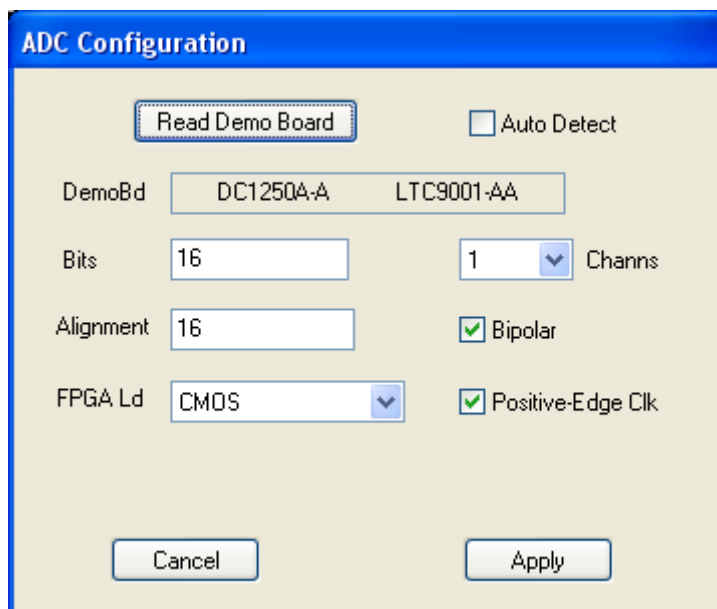 ADC Configuration
Read Demo Board
Auto Detect
DemoBd DC1250A-A LTC9001-AA
Bits 16 1 Channs
Alignment 16 Bipolar
FPGA Ld CMOS Positive-Edge Clk
Cancel Apply